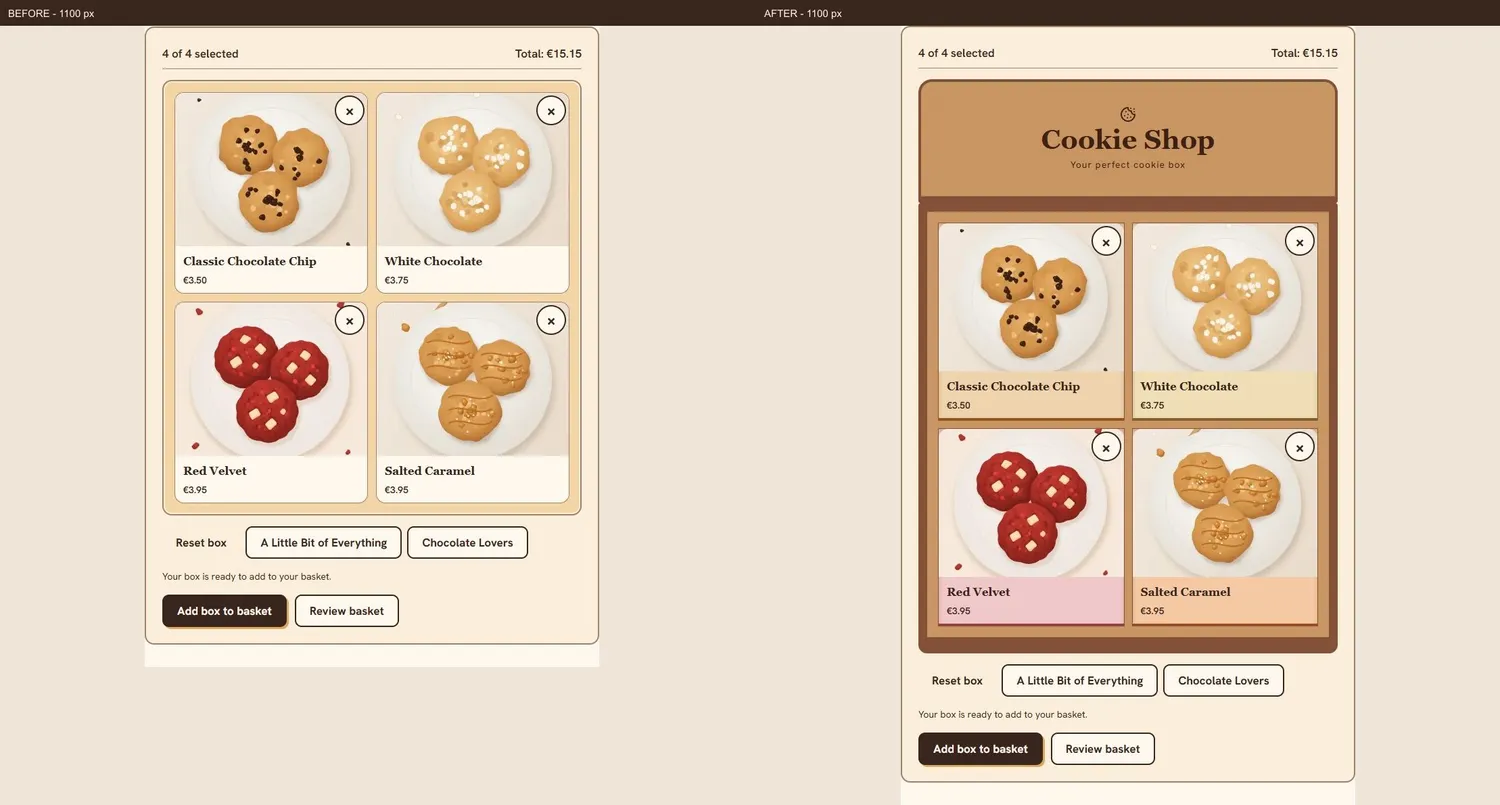 BEFORE - 1100 px
4 of 4 selected
Total: €15.15
×
×
Classic Chocolate Chip
White Chocolate
€3.50
€3.75
×
×
Red Velvet
Salted Caramel
€3.95
€3.95
Reset box
A Little Bit of Everything
Chocolate Lovers
Your box is ready to add to your basket.
Add box to basket
Review basket
AFTER - 1100 px
4 of 4 selected
Total: €15.15
Cookie Shop
Your perfect cookie box
×
×
Classic Chocolate Chip
White Chocolate
€3.50
€3.75
×
×
Red Velvet
Salted Caramel
€3.95
€3.95
Reset box
A Little Bit of Everything
Chocolate Lovers
Your box is ready to add to your basket.
Add box to basket
Review basket